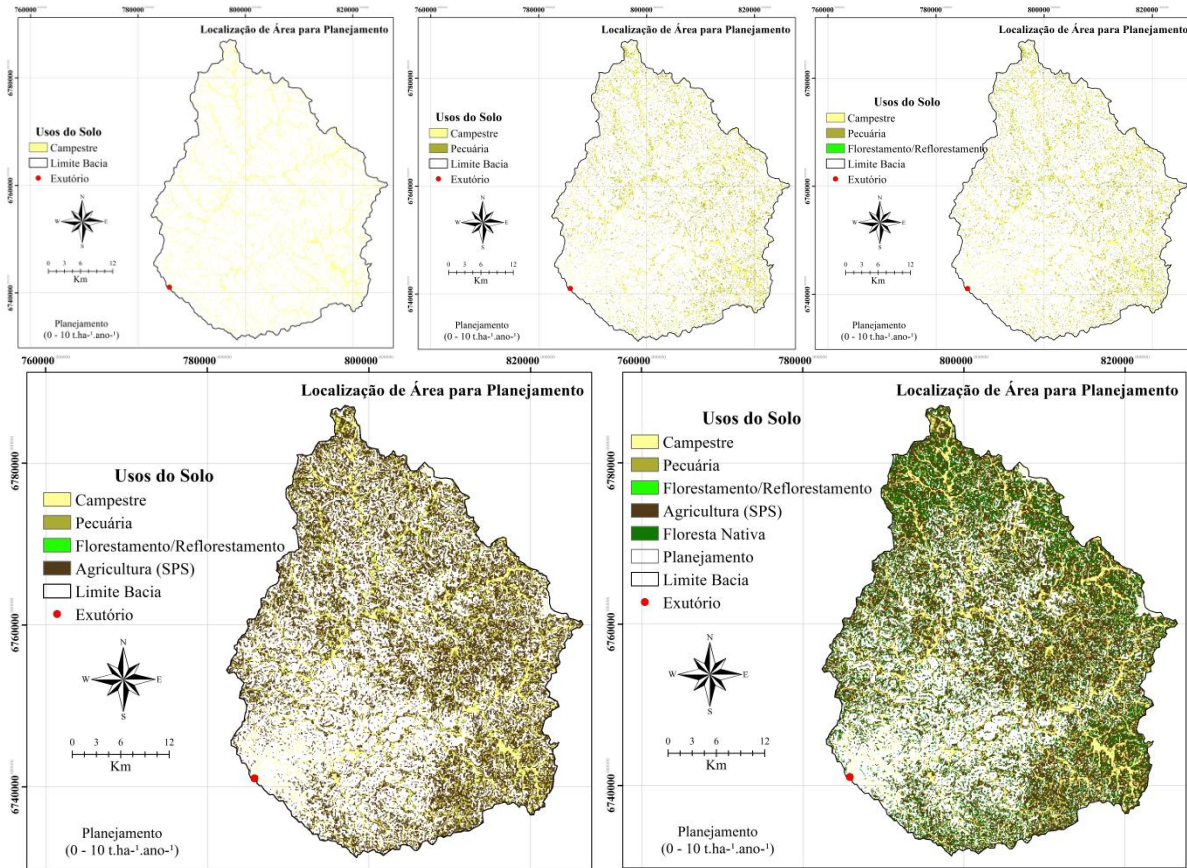 760000 780000 800000 820000
Localização de Área para Planejamento
6780000
6760000
6740000
Usos do Solo
Campestre
Limite Bacia
Exutório
N
W E
S
0 3 6 12
Km
Planejamento
(0 - 10 t.ha-¹.ano-¹)
760000 780000 800000 820000
Localização de Área para Planejamento
6780000
6760000
6740000
Usos do Solo
Campestre
Pecuária
Limite Bacia
Exutório
N
W E
S
0 3 6 12
Km
Planejamento
(0 - 10 t.ha-¹.ano-¹)
760000 780000 800000 820000
Localização de Área para Planejamento
6780000
6760000
6740000
Usos do Solo
Campestre
Pecuária
Florestamento/Reflorestamento
Limite Bacia
Exutório
N
W E
S
0 3 6 12
Km
Planejamento
(0 - 10 t.ha-¹.ano-¹)
760000 780000 800000 820000
Localização de Área para Planejamento
6780000
6760000
6740000
Usos do Solo
Campestre
Pecuária
Florestamento/Reflorestamento
Agricultura (SPS)
Limite Bacia
Exutório
N
W E
S
0 3 6 12
Km
Planejamento
(0 - 10 t.ha-¹.ano-¹)
760000 780000 800000 820000
Localização de Área para Planejamento
6780000
6760000
6740000
Usos do Solo
Campestre
Pecuária
Florestamento/Reflorestamento
Agricultura (SPS)
Floresta Nativa
Planejamento
Limite Bacia
Exutório
N
W E
S
0 3 6 12
Km
Planejamento
(0 - 10 t.ha-¹.ano-¹)